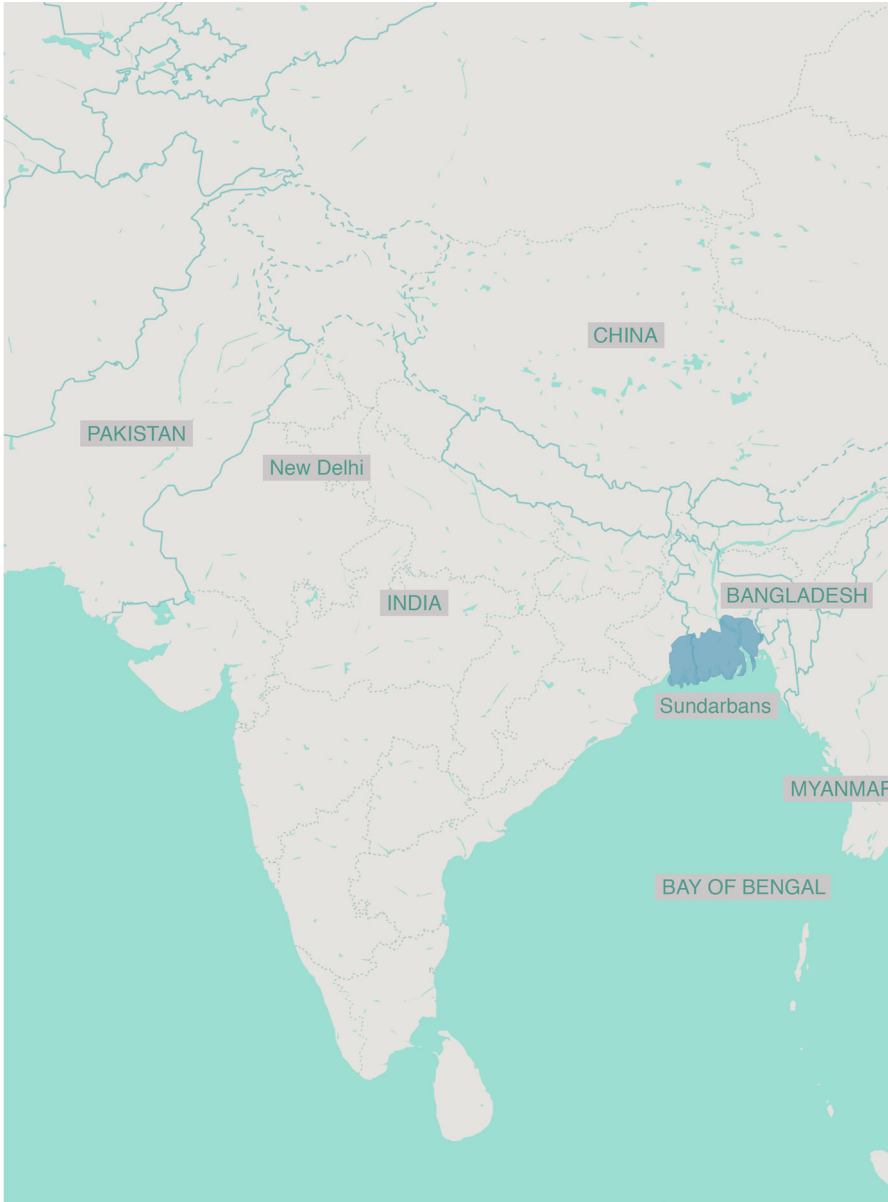 CHINA
PAKISTAN
New Delhi
BANGLADESH
INDIA
Sundarbans
MYANMAR
BAY OF BENGAL